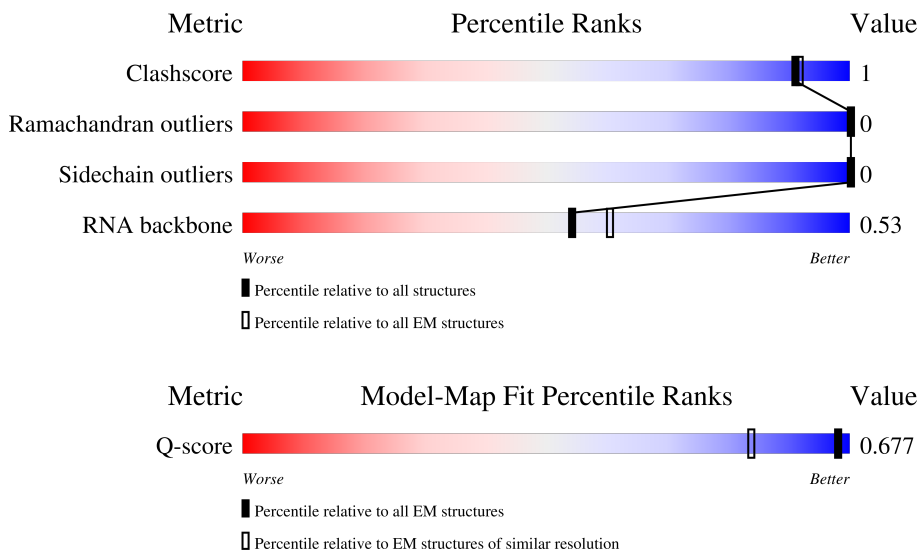 Metric Percentile Ranks Value
Clashscore 1
Ramachandran outliers 0
Sidechain outliers 0
RNA backbone 0.53
Worse Better
Percentile relative to all structures
Percentile relative to all EM structures
Metric Model-Map Fit Percentile Ranks Value
Q-score 0.677
Worse Better
Percentile relative to all EM structures
Percentile relative to EM structures of similar resolution